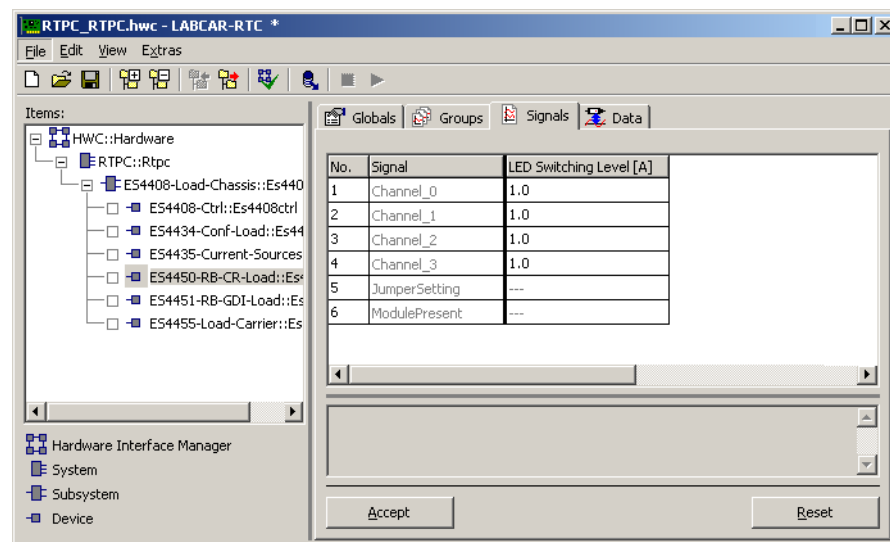 RTPC_RTPC.hwc - LABCAR-RTC *
File Edit View Extras
Items:
HWC::Hardware
RTPC::Rtpc
ES4408-Load-Chassis::Es440
ES4408-Ctrl::Es4408ctrl
ES4434-Conf-Load::Es44
ES4435-Current-Sources
ES4450-RB-CR-Load::Es4
ES4451-RB-GDI-Load::Es
ES4455-Load-Carrier::Es
Hardware Interface Manager
System
Subsystem
Device
Globals Groups Signals Data
No. Signal LED Switching Level [A]
1 Channel_0 1.0
2 Channel_1 1.0
3 Channel_2 1.0
4 Channel_3 1.0
5 JumperSetting ---
6 ModulePresent ---
Accept Reset